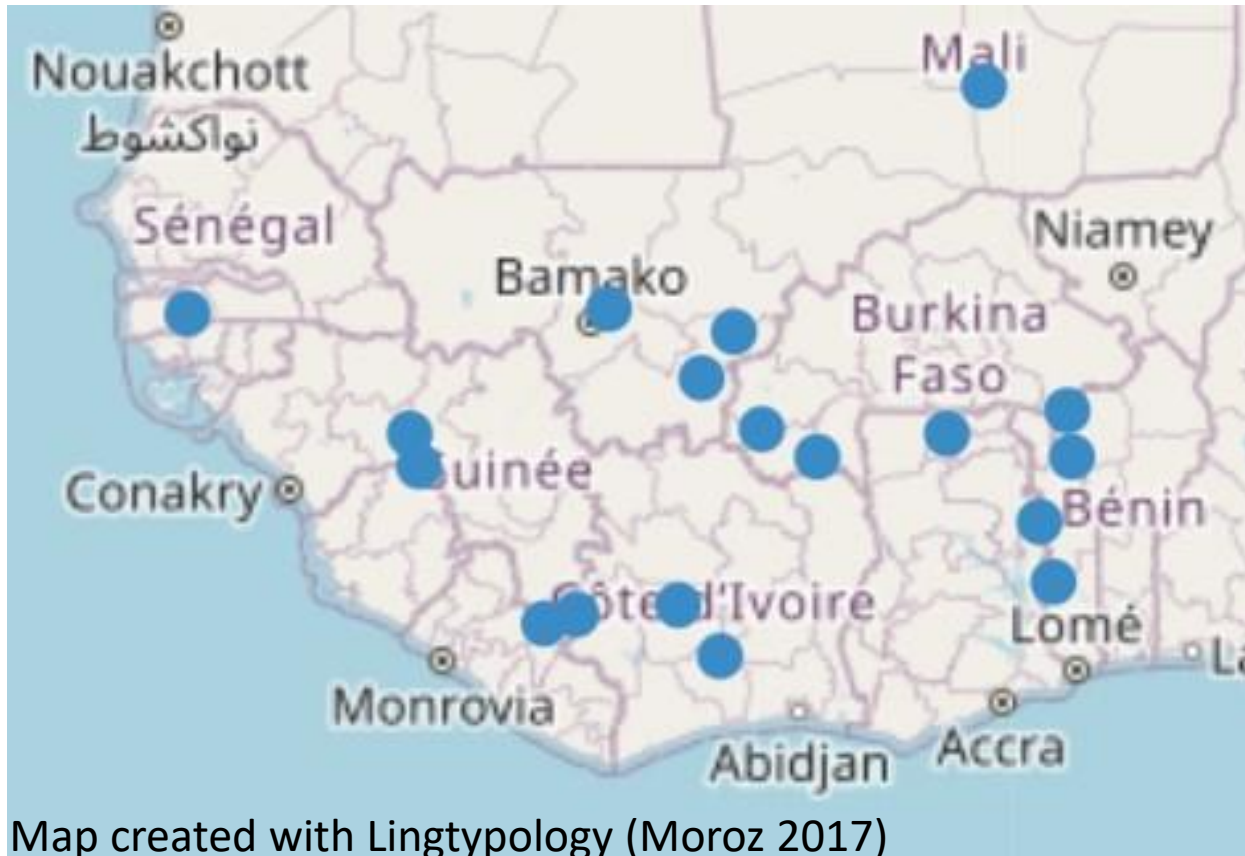 Nouakchott
نواكشوط
Mali
Sénégal
Niamey
Bamako
Burkina
Faso
Conakry
uinée
Bénin
Côte d'Ivoire
Lomé
Monrovia
Abidjan
Accra
Map created with Lingtypology (Moroz 2017)